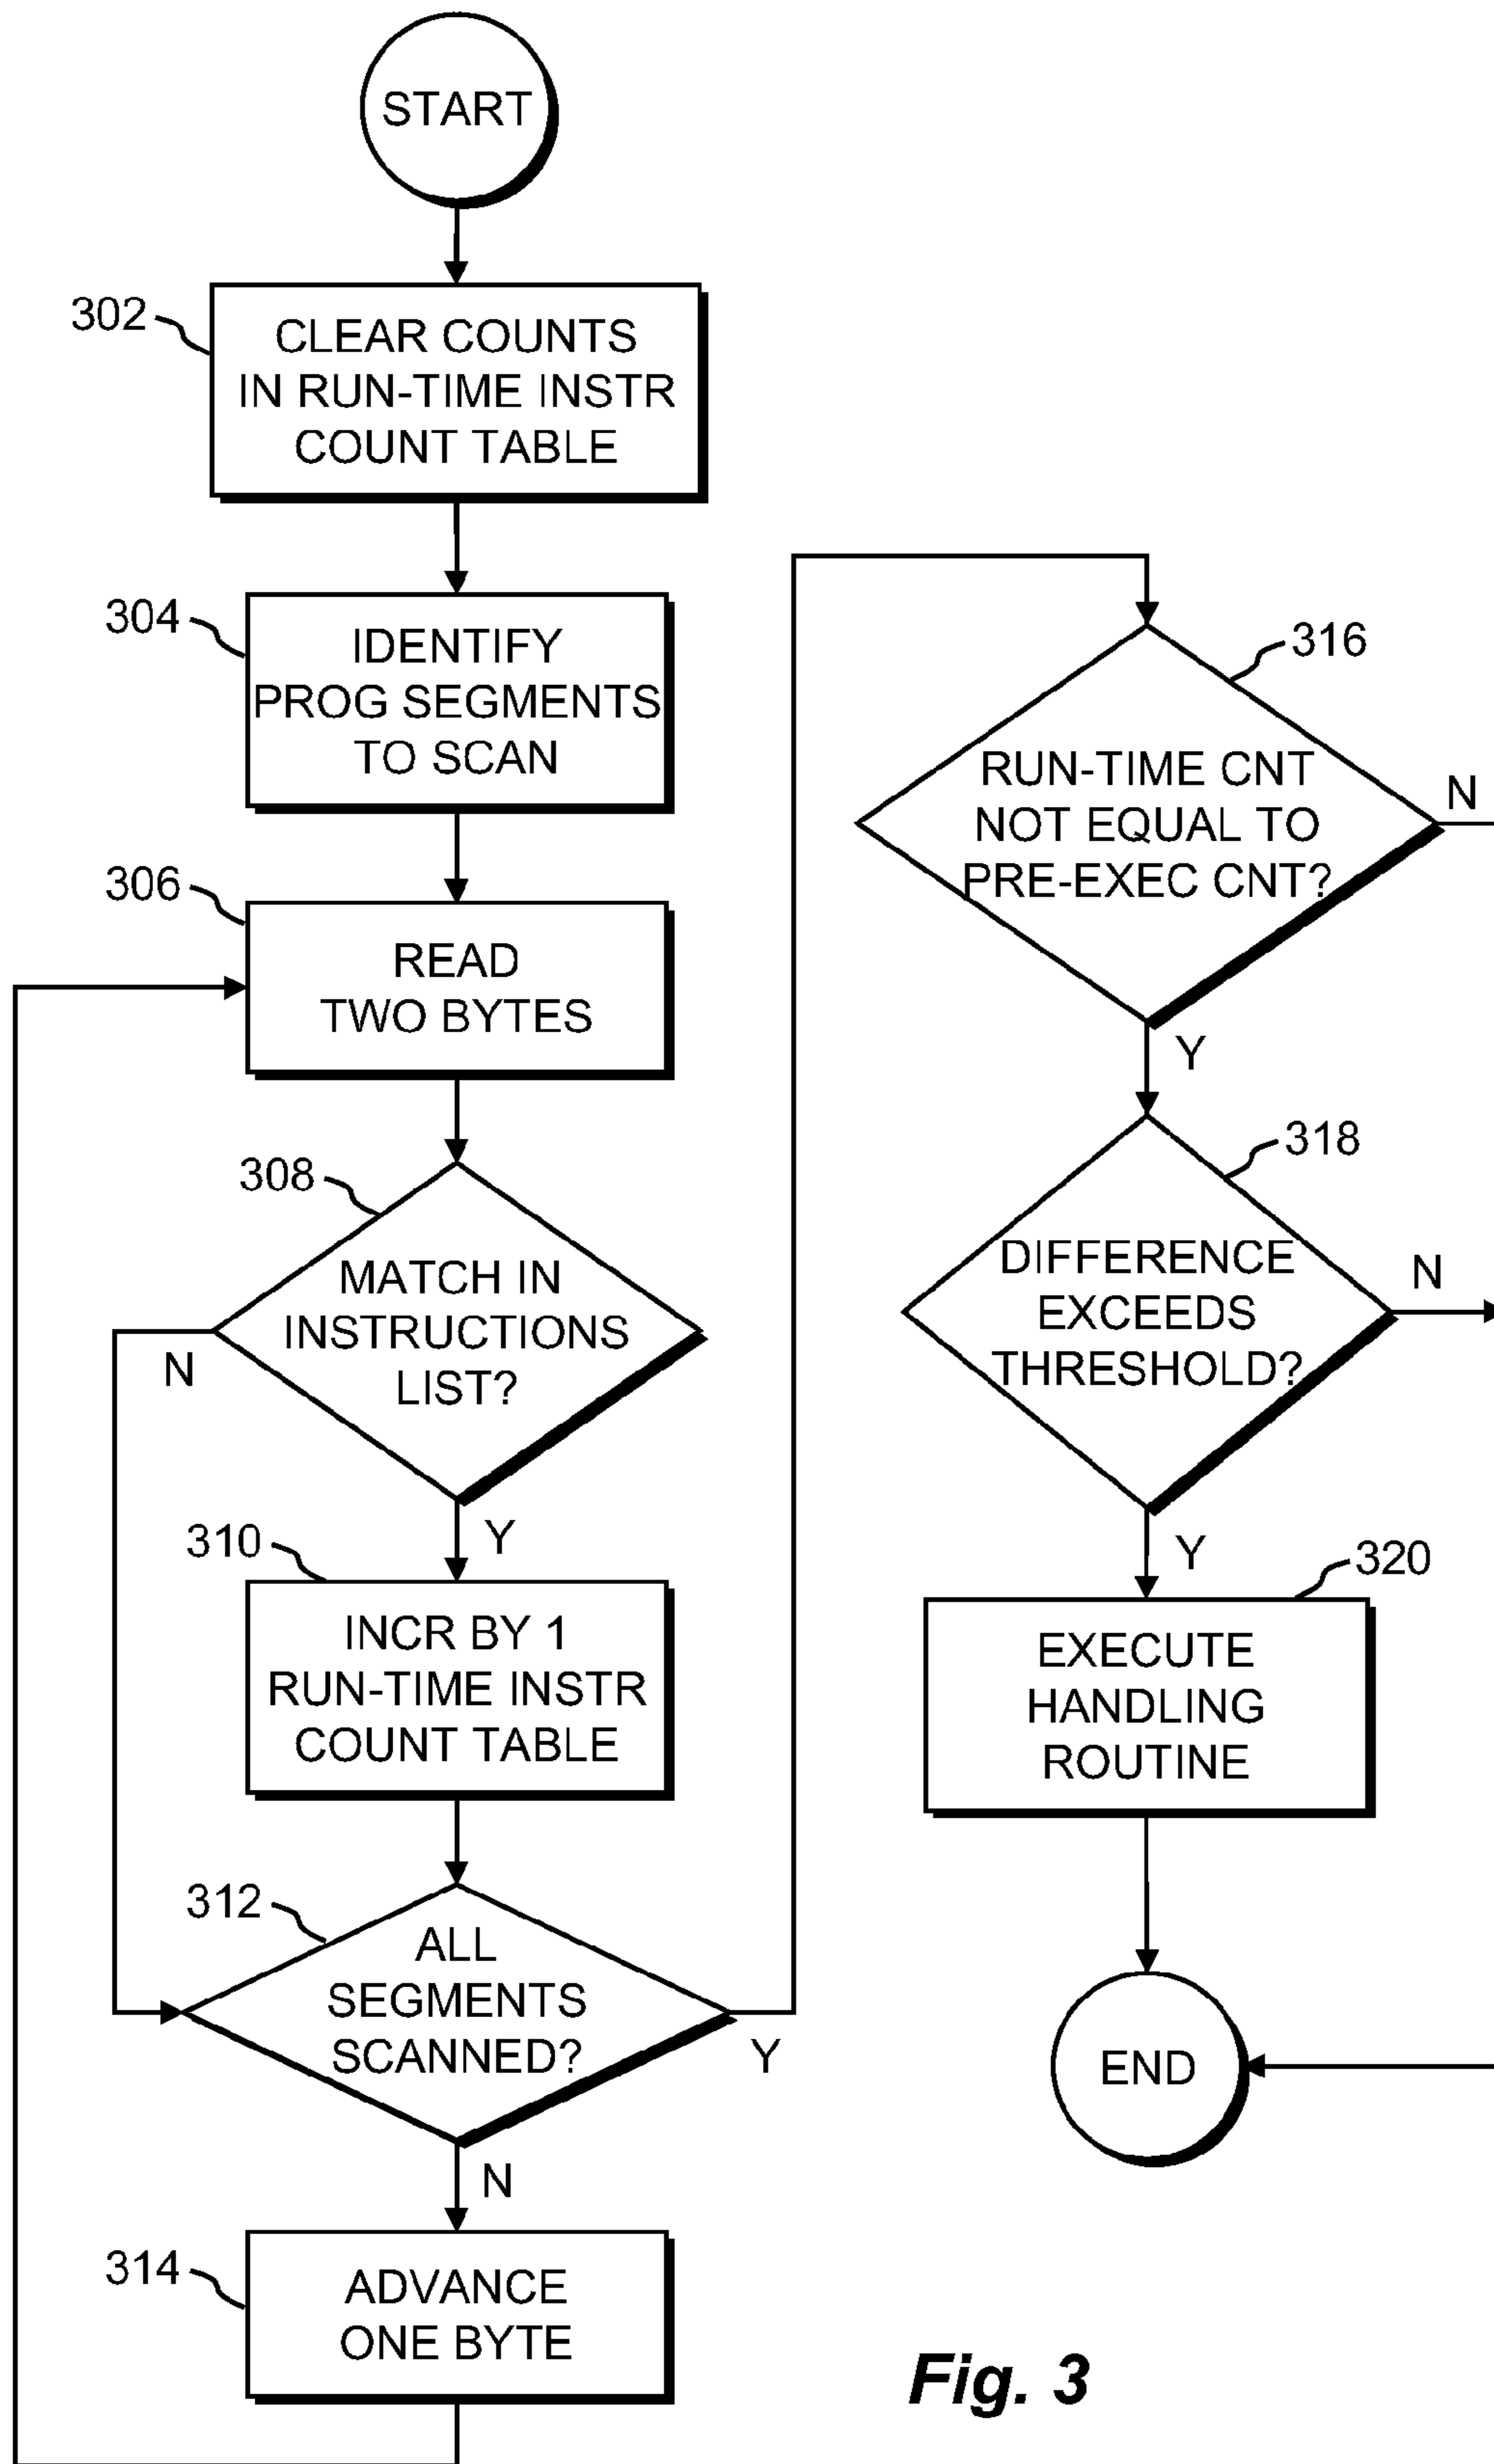 START
302
CLEAR COUNTS
IN RUN-TIME INSTR
COUNT TABLE
304
IDENTIFY
PROG SEGMENTS
TO SCAN
306
READ
TWO BYTES
308
MATCH IN
INSTRUCTIONS
LIST?
N
Y
310
INCR BY 1
RUN-TIME INSTR
COUNT TABLE
312
ALL
SEGMENTS
SCANNED?
Y
N
314
ADVANCE
ONE BYTE
316
RUN-TIME CNT
NOT EQUAL TO
PRE-EXEC CNT?
N
Y
318
DIFFERENCE
EXCEEDS
THRESHOLD?
N
Y
320
EXECUTE
HANDLING
ROUTINE
END
Fig. 3